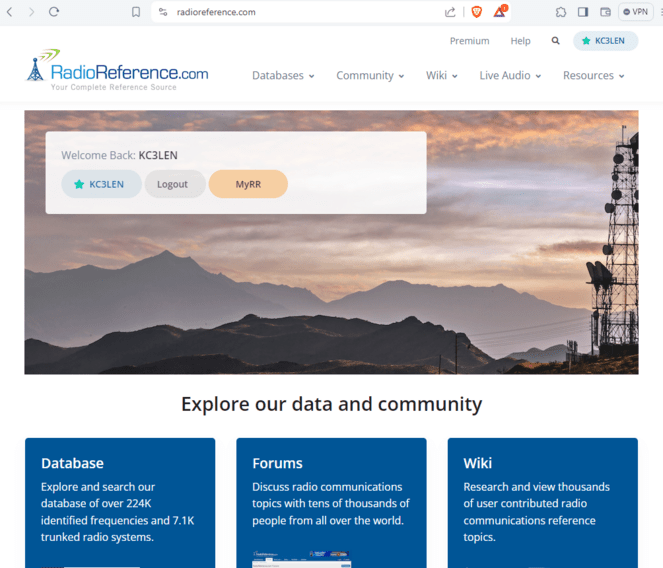 radioreference.com
VPN
Premium
Help
KC3LEN
RadioReference.com
Your Complete Reference Source
Databases
Community
Wiki
Live Audio
Resources
Welcome Back: KC3LEN
KC3LEN
Logout
MyRR
Explore our data and community
Database
Explore and search our
database of over 224K
identified frequencies and 7.1K
trunked radio systems.
Forums
Discuss radio communications
topics with tens of thousands of
people from all over the world.
Wiki
Research and view thousands
of user contributed radio
communications reference
topics.